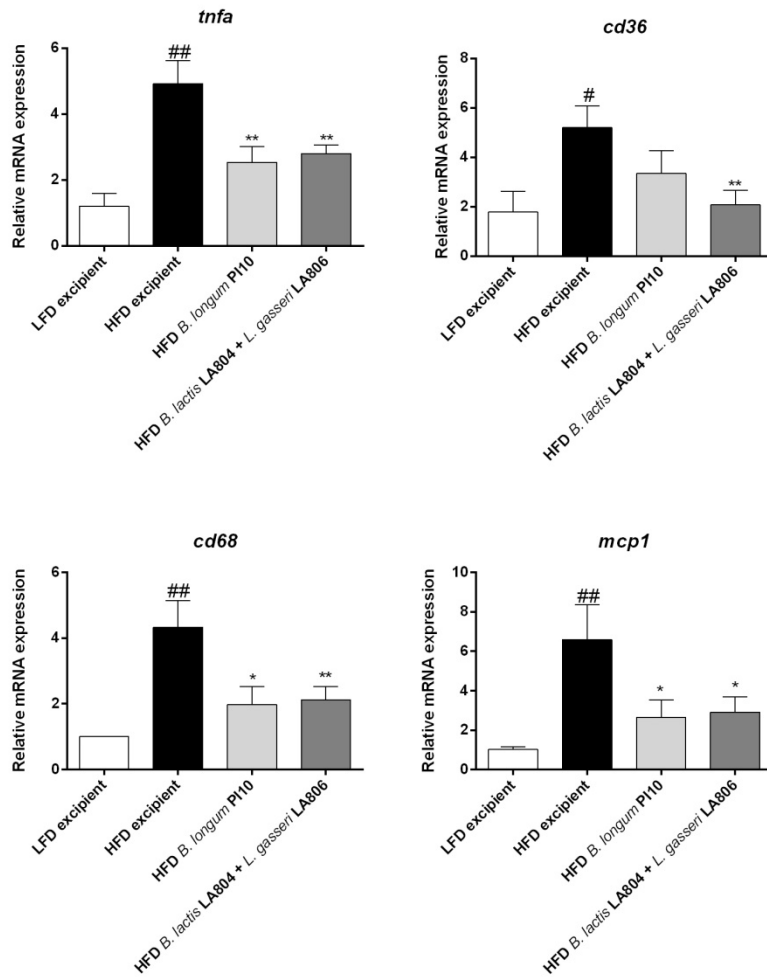 tnfa
Relative mRNA expression
6
4
2
0
##
**
**
LFD excipient
HFD excipient
HFD B. longum PI10
HFD B. lactis LA804 + L. gasseri LA806
cd36
Relative mRNA expression
8
6
4
2
0
#
**
LFD excipient
HFD excipient
HFD B. longum PI10
HFD B. lactis LA804 + L. gasseri LA806
cd68
Relative mRNA expression
6
4
2
0
##
*
**
LFD excipient
HFD excipient
HFD B. longum PI10
HFD B. lactis LA804 + L. gasseri LA806
mcp1
Relative mRNA expression
10
8
6
4
2
0
##
*
*
LFD excipient
HFD excipient
HFD B. longum PI10
HFD B. lactis LA804 + L. gasseri LA806